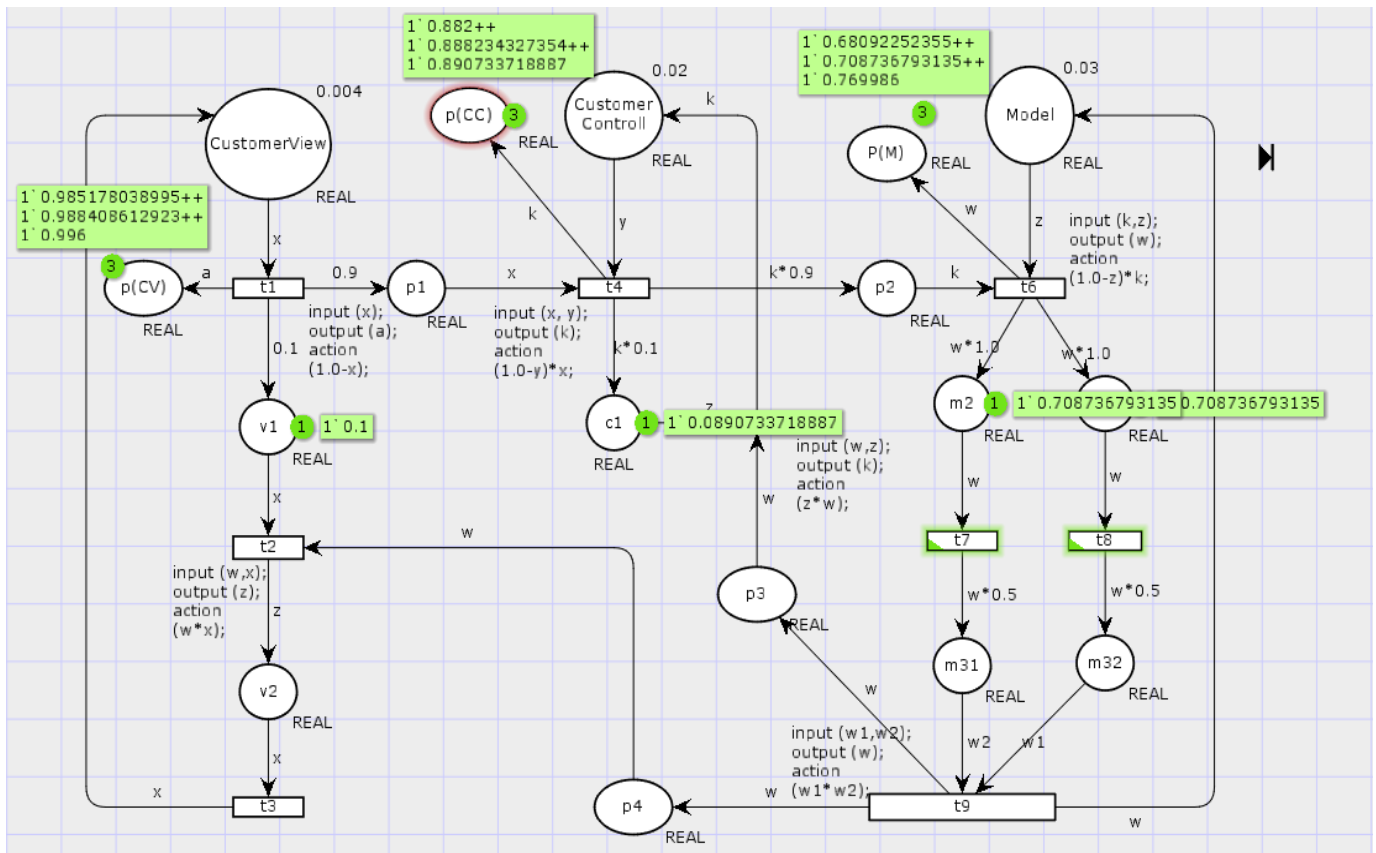 1`0.882++
1`0.888234327354++
1`0.890733718887
1`0.68092252355++
1`0.708736793135++
1`0.769986
0.004
0.02
0.03
CustomerView
REAL
p(CC)
3
REAL
Customer
Controll
REAL
k
3
P(M)
REAL
Model
REAL
1`0.985178038995++
1`0.988408612923++
1`0.996
x
k
y
w
z
input (k,z);
output (w);
action
(1.0-z)*k;
3
p(CV)
REAL
a
t1
0.9
p1
REAL
x
t4
k*0.9
p2
REAL
k
t6
input (x);
output (a);
action
(1.0-x);
input (x, y);
output (k);
action
(1.0-y)*x;
0.1
k*0.1
w*1.0
w*1.0
v1
1
1`0.1
REAL
c1
1
1`0.0890733718887
REAL
m2
1
1`0.708736793135
0.708736793135
REAL
REAL
input (w,z);
output (k);
action
(z*w);
x
w
w
w
w
t2
t7
t8
input (w,x);
output (z);
action
(w*x);
z
p3
REAL
w*0.5
w*0.5
v2
REAL
m31
REAL
m32
REAL
w
input (w1,w2);
output (w);
action
(w1*w2);
w2
w1
x
x
t3
p4
REAL
w
t9
w